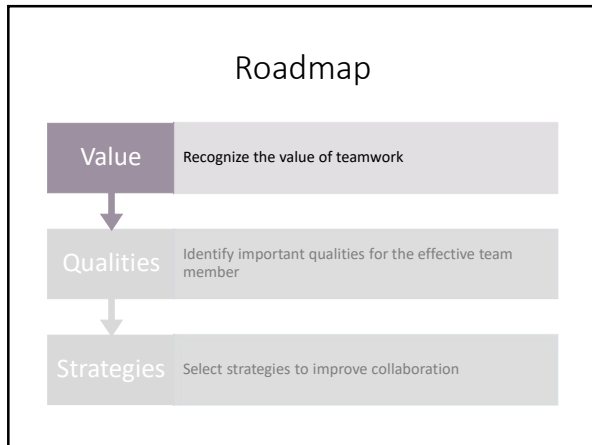 Roadmap
Value
Recognize the value of teamwork
Qualities
Identify important qualities for the effective team
member
Strategies
Select strategies to improve collaboration